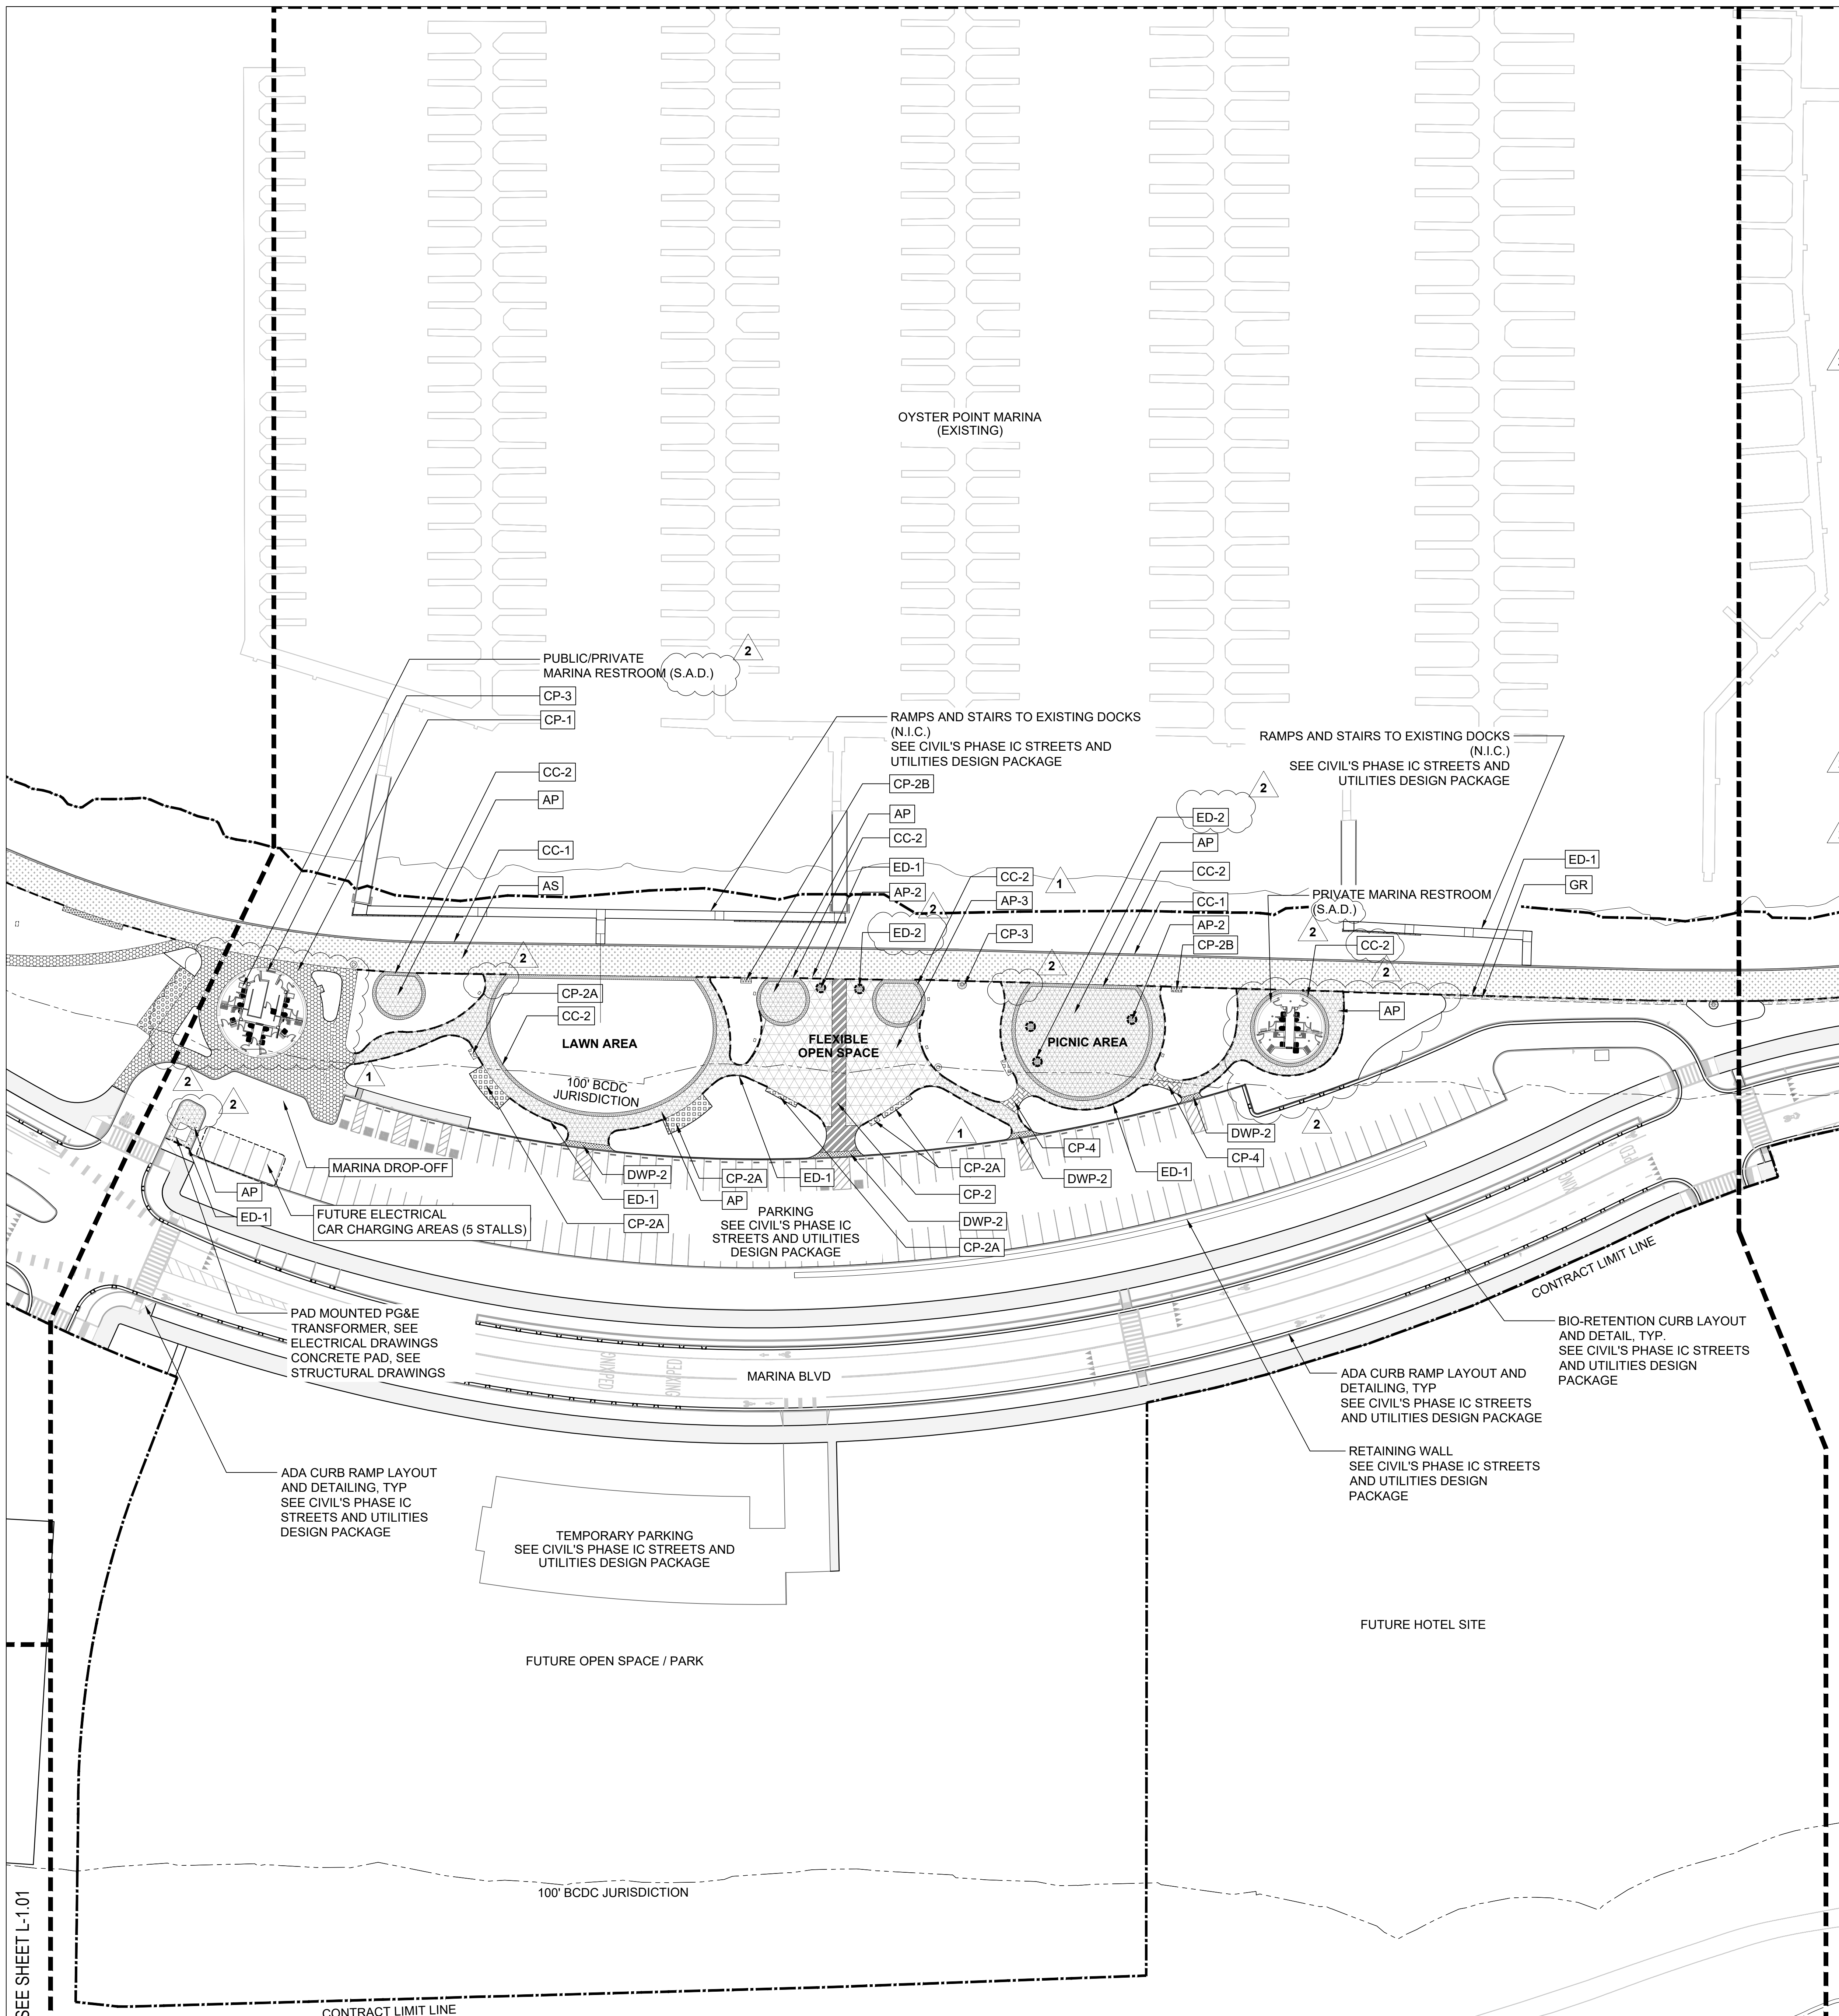 OYSTER POINT MARINA
(EXISTING)
2
PUBLIC/PRIVATE
MARINA RESTROOM (S.A.D.)
CP-3
CP-1
CC-2
AP
CC-1
AS
RAMPS AND STAIRS TO EXISTING DOCKS
(N.I.C.)
SEE CIVIL'S PHASE IC STREETS AND
UTILITIES DESIGN PACKAGE
CP-2B
AP
CC-2
ED-1
AP-2
2
ED-2
CC-2
1
AP-3
CP-3
RAMPS AND STAIRS TO EXISTING DOCKS
(N.I.C.)
SEE CIVIL'S PHASE IC STREETS AND
UTILITIES DESIGN PACKAGE
2
ED-2
AP
CC-2
CC-1
AP-2
CP-2B
ED-1
GR
PRIVATE MARINA RESTROOM
(S.A.D.)
2
CC-2
2
AP
2
2
CP-2A
CC-2
LAWN AREA
100' BCDC
JURISDICTION
FLEXIBLE
OPEN SPACE
PICNIC AREA
2
1
2
1
2
MARINA DROP-OFF
AP
ED-1
FUTURE ELECTRICAL
CAR CHARGING AREAS (5 STALLS)
DWP-2
ED-1
CP-2A
CP-2A
AP
ED-1
CP-2A
CP-2
DWP-2
CP-2A
CP-4
DWP-2
ED-1
DWP-2
CP-4
PARKING
SEE CIVIL'S PHASE IC
STREETS AND UTILITIES
DESIGN PACKAGE
PAD MOUNTED PG&E
TRANSFORMER, SEE
ELECTRICAL DRAWINGS
CONCRETE PAD, SEE
STRUCTURAL DRAWINGS
MARINA BLVD
PED
XING
PED
XING
CONTRACT LIMIT LINE
BIO-RETENTION CURB LAYOUT
AND DETAIL, TYP.
SEE CIVIL'S PHASE IC STREETS
AND UTILITIES DESIGN
PACKAGE
ADA CURB RAMP LAYOUT AND
DETAILING, TYP
SEE CIVIL'S PHASE IC STREETS
AND UTILITIES DESIGN PACKAGE
RETAINING WALL
SEE CIVIL'S PHASE IC STREETS
AND UTILITIES DESIGN
PACKAGE
ADA CURB RAMP LAYOUT
AND DETAILING, TYP
SEE CIVIL'S PHASE IC
STREETS AND UTILITIES
DESIGN PACKAGE
TEMPORARY PARKING
SEE CIVIL'S PHASE IC STREETS AND
UTILITIES DESIGN PACKAGE
FUTURE HOTEL SITE
FUTURE OPEN SPACE / PARK
100' BCDC JURISDICTION
SEE SHEET L-1.01
CONTRACT LIMIT LINE